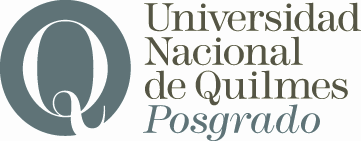 Q
Universidad
Nacional
de Quilmes
Posgrado